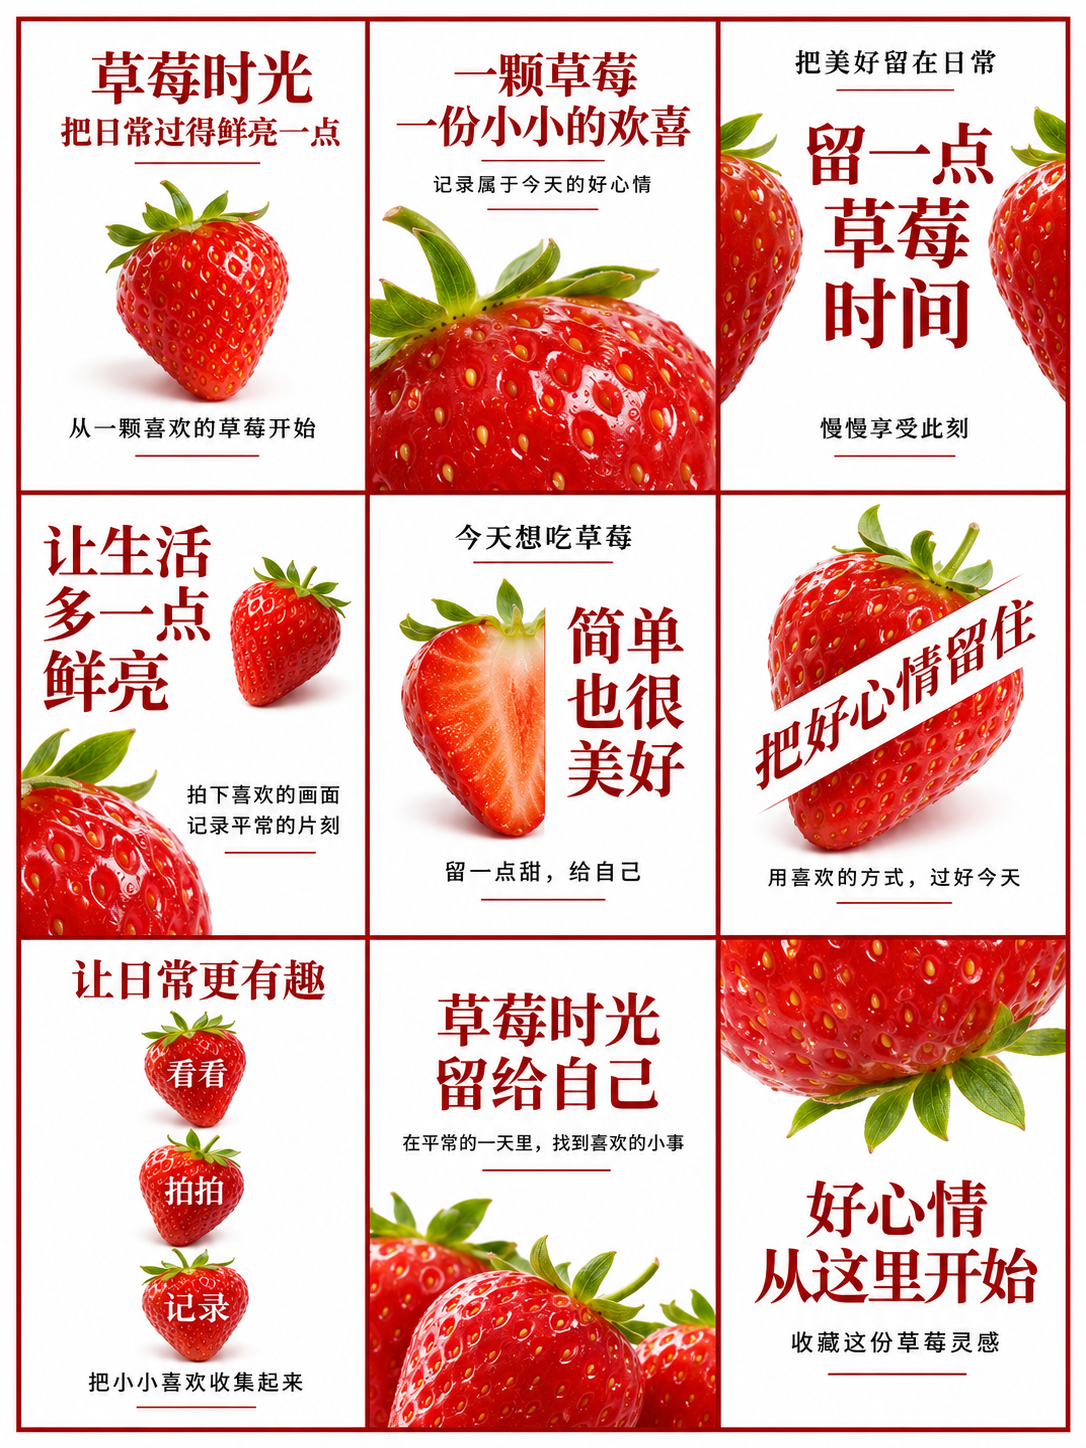 草莓时光
把日常过得鲜亮一点
从一颗喜欢的草莓开始
一颗草莓
一份小小的欢喜
记录属于今天的好心情
把美好留在日常
留一点
草莓
时间
慢慢享受此刻
让生活
多一点
鲜亮
拍下喜欢的画面
记录平常的片刻
今天想吃草莓
简单
也很
美好
留一点甜，给自己
把好心情留住
用喜欢的方式，过好今天
让日常更有趣
看看
拍拍
记录
把小小喜欢收集起来
草莓时光
留给自己
在平常的一天里，找到喜欢的小事
好心情
从这里开始
收藏这份草莓灵感